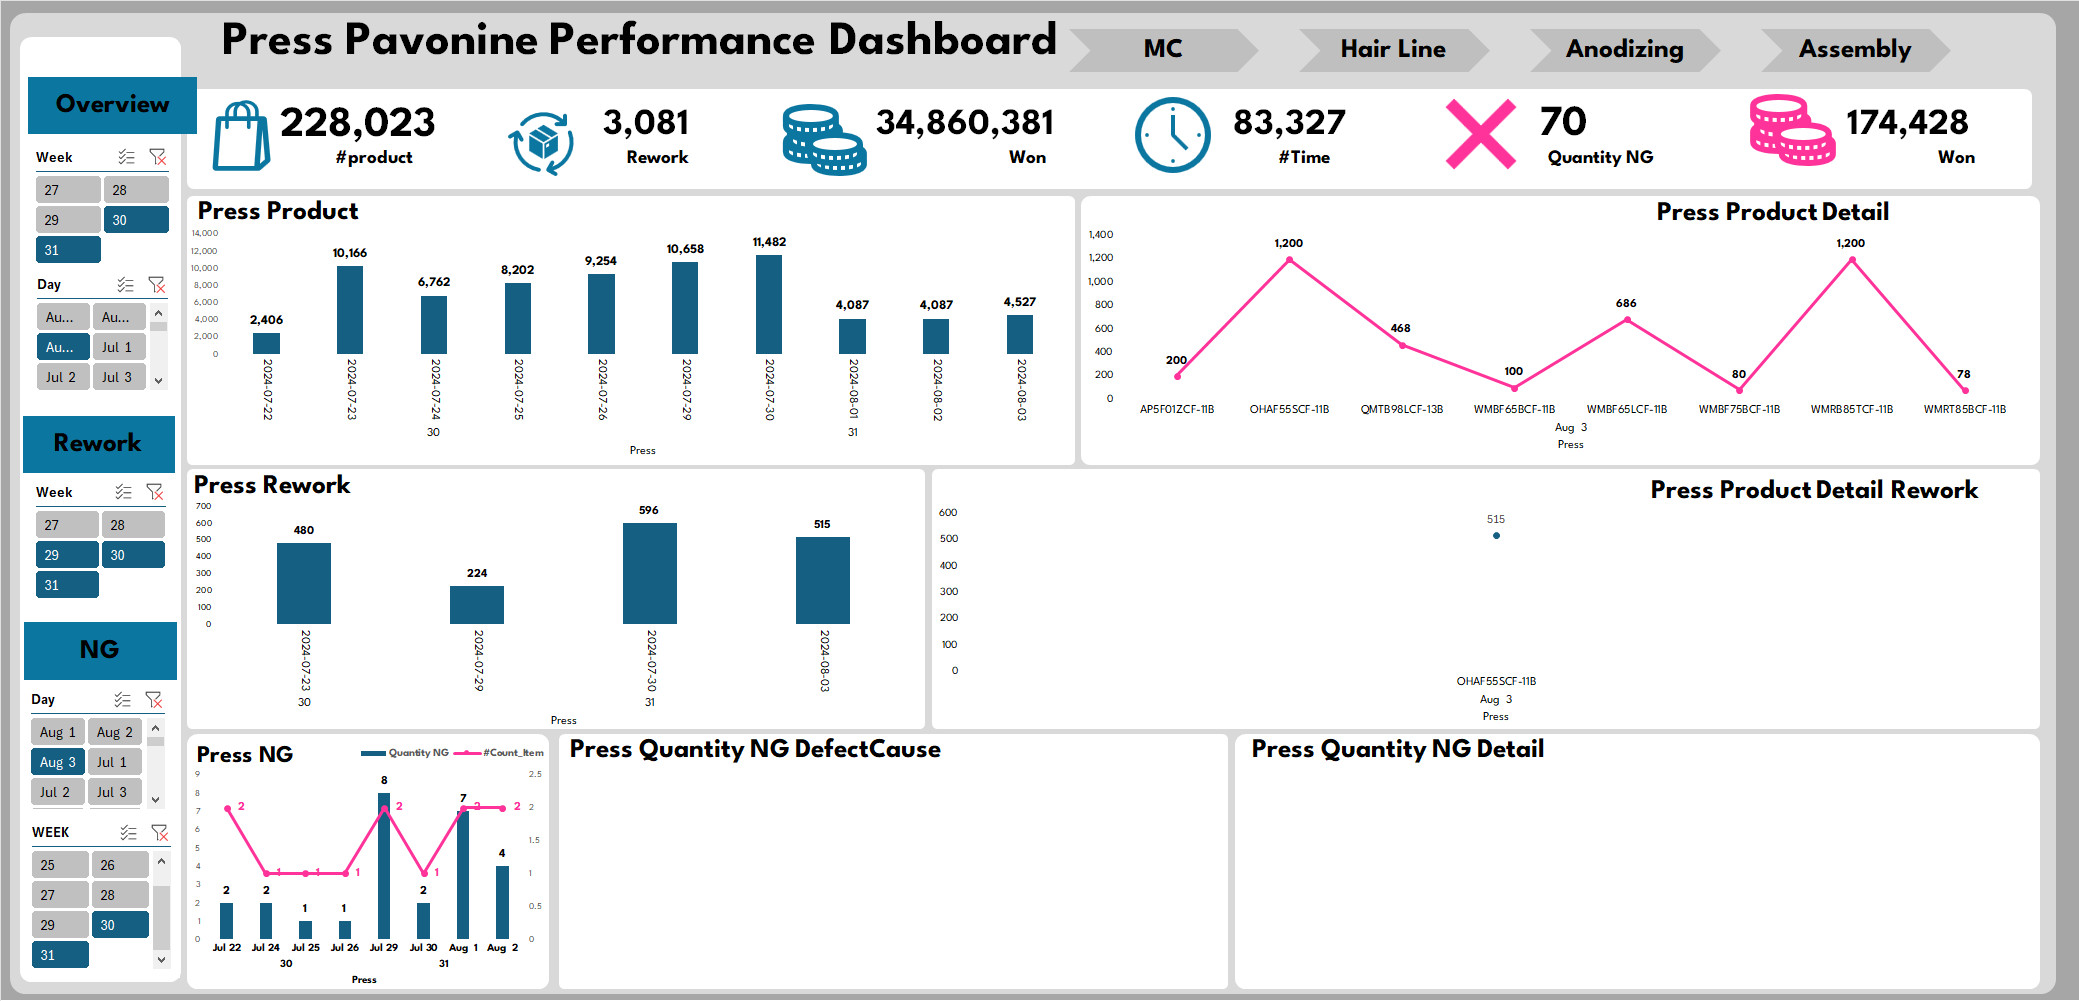 Press Pavonine Performance Dashboard
MC
Hair Line
Anodizing
Assembly
Overview
228,023
#product
3,081
Rework
34,860,381
Won
83,327
#Time
70
Quantity NG
174,428
Won
Week
27
28
29
30
31
Day
Au...
Au...
Au...
Jul 1
Jul 2
Jul 3
Rework
Week
27
28
29
30
31
NG
Day
Aug 1
Aug 2
Aug 3
Jul 1
Jul 2
Jul 3
WEEK
25
26
27
28
29
30
31
Press Product
14,000
12,000
10,000
8,000
6,000
4,000
2,000
0
2,406
10,166
6,762
8,202
9,254
10,658
11,482
4,087
4,087
4,527
2024-07-22
2024-07-23
2024-07-24
2024-07-25
2024-07-26
2024-07-29
2024-07-30
2024-08-01
2024-08-02
2024-08-03
30
31
Press
Press Product Detail
1,400
1,200
1,000
800
600
400
200
0
200
1,200
468
100
686
80
1,200
78
AP5F01ZCF-11B
OHAF55SCF-11B
QMTB98LCF-13B
WMBF65BCF-11B
WMBF65LCF-11B
WMBF75BCF-11B
WMRB85TCF-11B
WMRT85BCF-11B
Aug 3
Press
Press Rework
700
600
500
400
300
200
100
0
480
224
596
515
2024-07-23
2024-07-29
2024-07-30
2024-08-03
30
31
Press
Press Product Detail Rework
600
500
400
300
200
100
0
515
OHAF55SCF-11B
Aug 3
Press
Press NG
Quantity NG
#Count_Item
9
8
7
6
5
4
3
2
1
0
2.5
2
1.5
1
0.5
0
2
2
1
1
8
2
7
4
2
1
1
1
2
1
2
2
Jul 22
Jul 24
Jul 25
Jul 26
Jul 29
Jul 30
Aug 1
Aug 2
30
31
Press
Press Quantity NG DefectCause
Press Quantity NG Detail